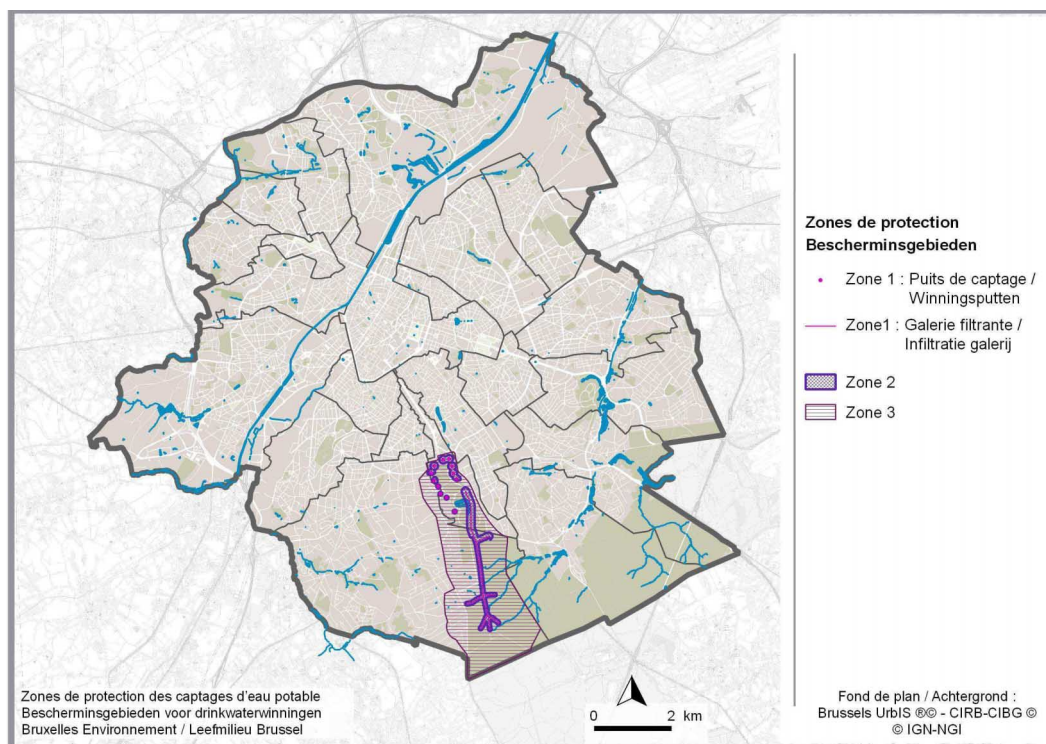 Zones de protection
Bescherminsgebieden
Zone 1 : Puits de captage /
Winningsputten
Zone1 : Galerie filtrante /
Infiltratie galerij
Zone 2
Zone 3
Zones de protection des captages d'eau potable
Bescherminsgebieden voor drinkwaterwinningen
Bruxelles Environnement / Leefmilieu Brussel
0 2 km
Fond de plan / Achtergrond :
Brussels UrbIS ®© - CIRB-CIBG ©
© IGN-NGI